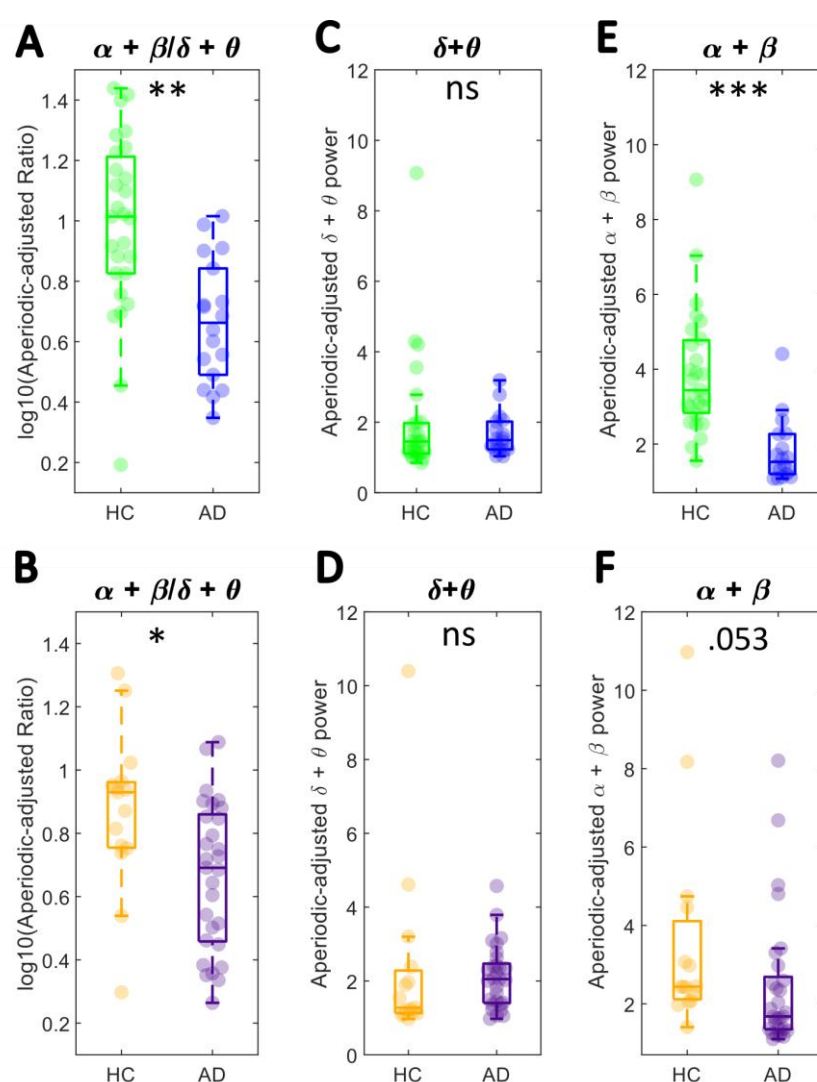 A
α + β/δ + θ
**
log10(Aperiodic-adjusted Ratio)
1.4
1.2
1
0.8
0.6
0.4
0.2
HC
AD
C
δ+θ
ns
Aperiodic-adjusted δ + θ power
12
10
8
6
4
2
0
HC
AD
E
α + β
***
Aperiodic-adjusted α + β power
12
10
8
6
4
2
HC
AD
B
α + β/δ + θ
*
log10(Aperiodic-adjusted Ratio)
1.4
1.2
1
0.8
0.6
0.4
0.2
HC
AD
D
δ+θ
ns
Aperiodic-adjusted δ + θ power
12
10
8
6
4
2
0
HC
AD
F
α + β
.053
Aperiodic-adjusted α + β power
12
10
8
6
4
2
HC
AD